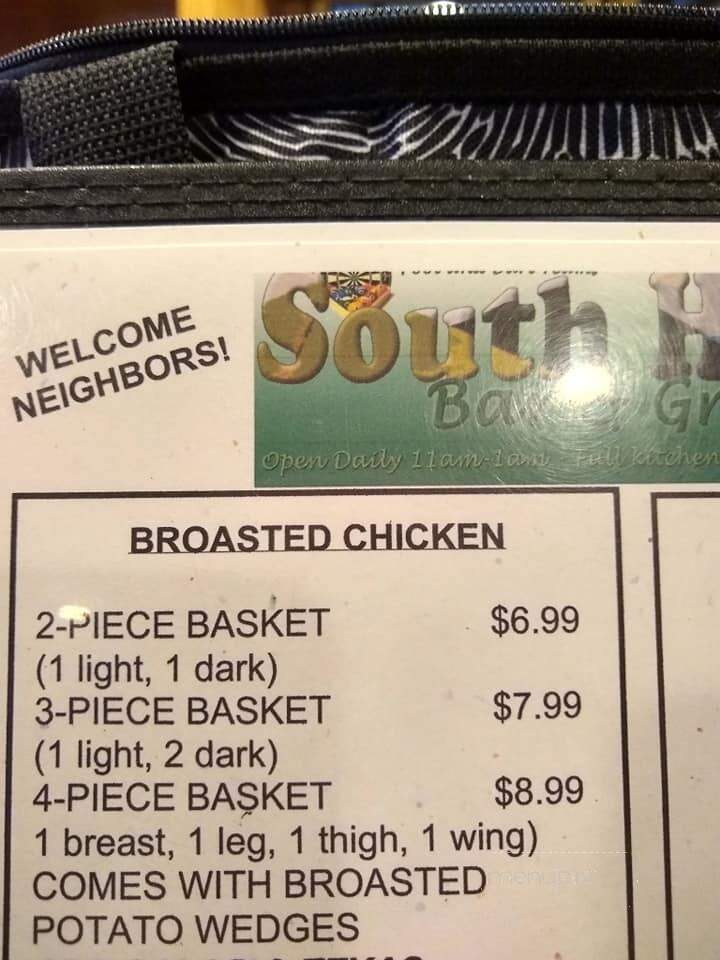 WELCOME
NEIGHBORS!
South H
Open Daily 11am-1am - Full kitchen
BROASTED CHICKEN
2-PIECE BASKET $6.99
(1 light, 1 dark)
3-PIECE BASKET $7.99
(1 light, 2 dark)
4-PIECE BASKET $8.99
1 breast, 1 leg, 1 thigh, 1 wing)
COMES WITH BROASTED
POTATO WEDGES